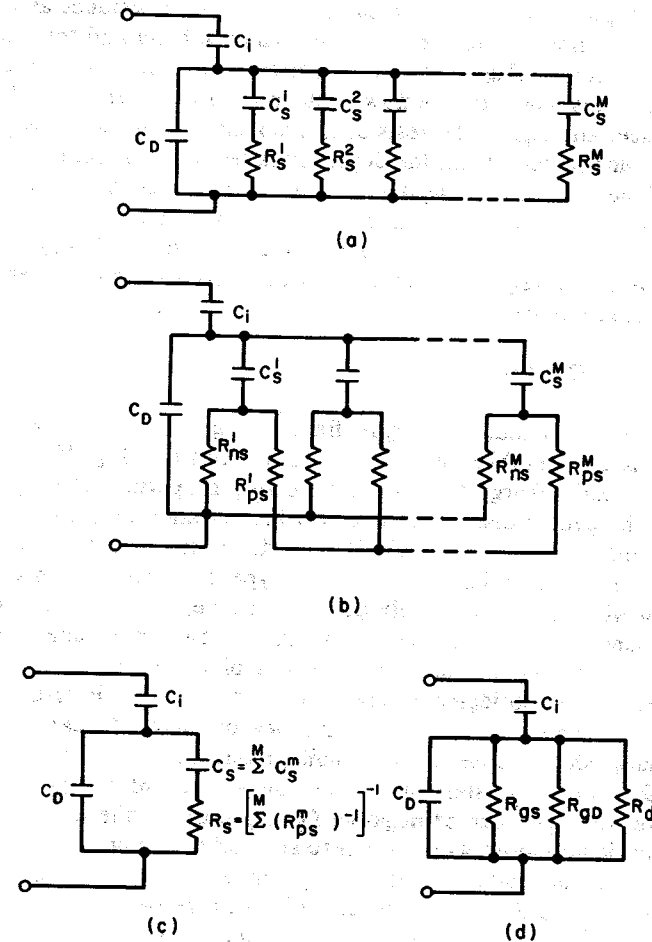 C_i
C_D
C_S^1
C_S^2
C_S^M
R_S^1
R_S^2
R_S^M
(a)
C_i
C_S^1
C_S^M
C_D
R_ns^1
R_ps^1
R_ns^M
R_ps^M
(b)
C_i
C_D
C_S = Σ^M C_S^m
R_S = [Σ^M (R_ps^m)^-1]^-1
(c)
C_i
C_D
R_gs
R_gD
R_d
(d)